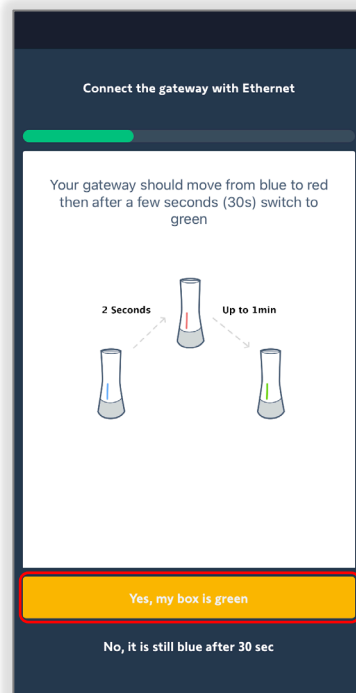 Connect the gateway with Ethernet
Your gateway should move from blue to red
then after a few seconds (30s) switch to
green
2 Seconds
Up to 1min
Yes, my box is green
No, it is still blue after 30 sec